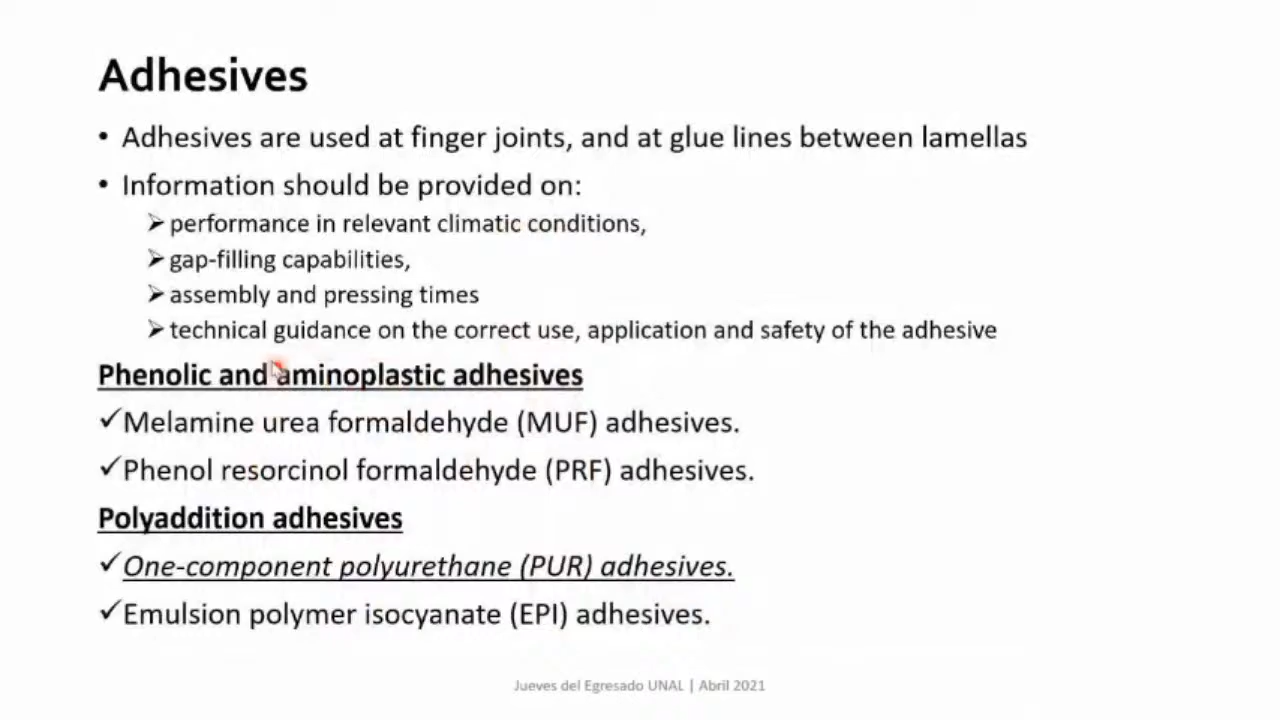 Adhesives
• Adhesives are used at finger joints, and at glue lines between lamellas
• Information should be provided on:
➢ performance in relevant climatic conditions,
➢ gap-filling capabilities,
➢ assembly and pressing times
➢ technical guidance on the correct use, application and safety of the adhesive
Phenolic and aminoplastic adhesives
✓Melamine urea formaldehyde (MUF) adhesives.
✓Phenol resorcinol formaldehyde (PRF) adhesives.
Polyaddition adhesives
✓One-component polyurethane (PUR) adhesives.
✓Emulsion polymer isocyanate (EPI) adhesives.
Jueves del Egresado UNAL | Abril 2021